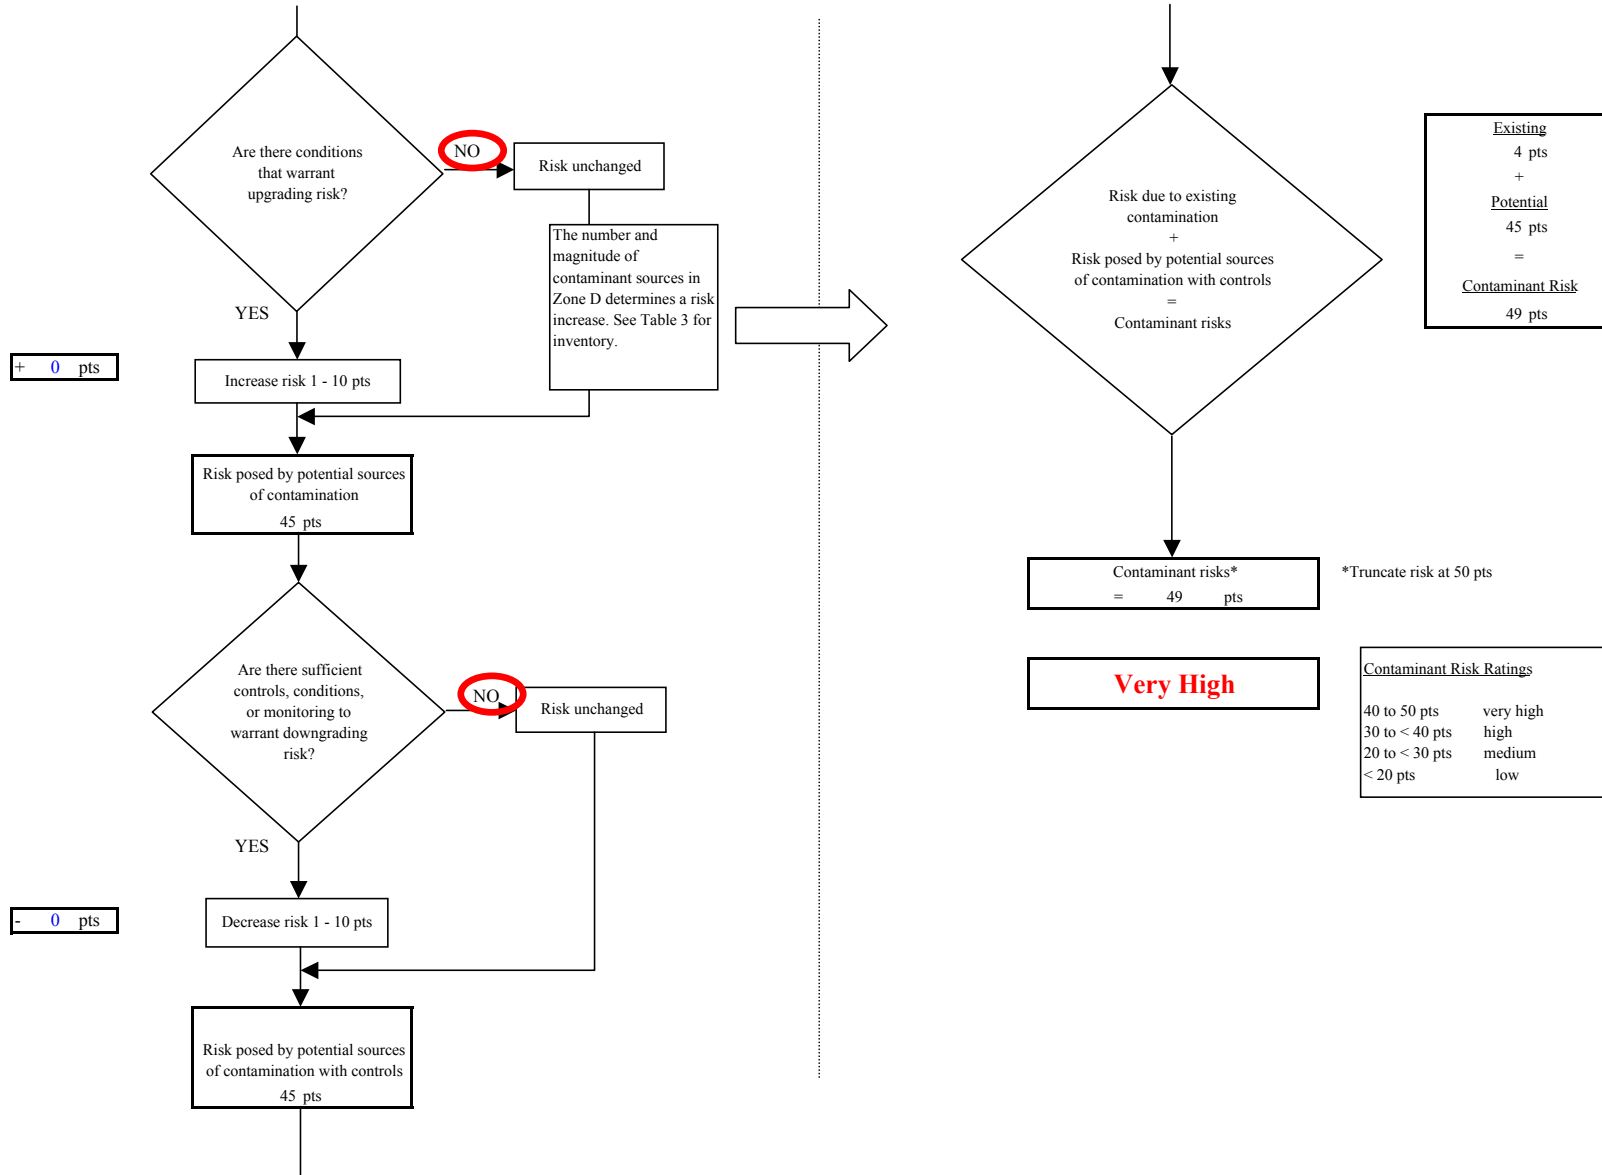 Are there conditions
that warrant
upgrading risk?
NO
Risk unchanged
The number and
magnitude of
contaminant sources in
Zone D determines a risk
increase. See Table 3 for
inventory.
YES
+ 0 pts
Increase risk 1 - 10 pts
Risk posed by potential sources
of contamination
45 pts
Are there sufficient
controls, conditions,
or monitoring to
warrant downgrading
risk?
NO
Risk unchanged
YES
- 0 pts
Decrease risk 1 - 10 pts
Risk posed by potential sources
of contamination with controls
45 pts
Risk due to existing
contamination
+
Risk posed by potential sources
of contamination with controls
=
Contaminant risks
Existing
4 pts
+
Potential
45 pts
=
Contaminant Risk
49 pts
Contaminant risks*
= 49 pts
*Truncate risk at 50 pts
Very High
Contaminant Risk Ratings
40 to 50 pts very high
30 to < 40 pts high
20 to < 30 pts medium
< 20 pts low